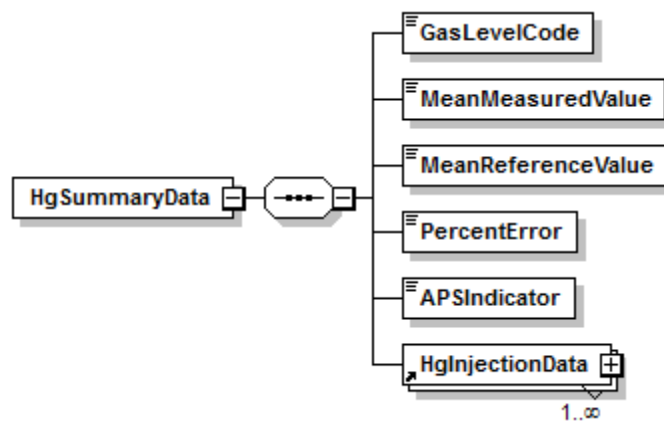 GasLevelCode
MeanMeasuredValue
MeanReferenceValue
HgSummaryData
PercentError
APSIndicator
HgInjectionData
1..∞